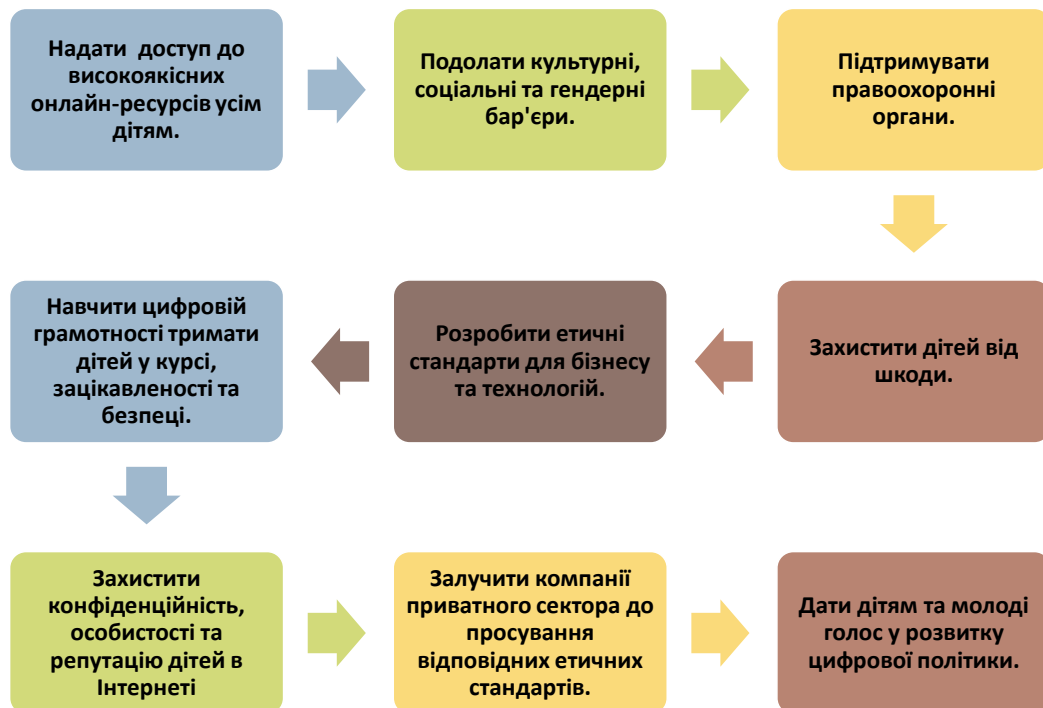 Надати доступ до
високоякісних
онлайн-ресурсів усім
дітям.
Подолати культурні,
соціальні та гендерні
бар'єри.
Підтримувати
правоохоронні
органи.
Захистити дітей від
шкоди.
Розробити етичні
стандарти для бізнесу
та технологій.
Навчити цифровій
грамотності тримати
дітей у курсі,
зацікавленості та
безпеці.
Захистити
конфіденційність,
особистості та
репутацію дітей в
Інтернеті
Залучити компанії
приватного сектора до
просування
відповідних етичних
стандартів.
Дати дітям та молоді
голос у розвитку
цифрової політики.